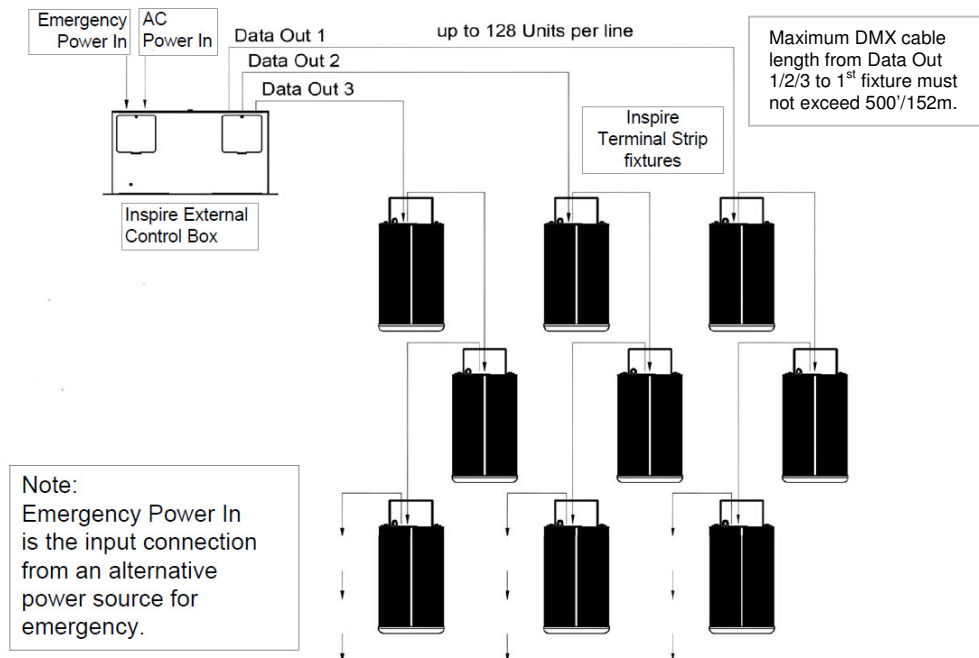 Emergency
Power In
AC
Power In
Data Out 1
up to 128 Units per line
Data Out 2
Data Out 3
Maximum DMX cable
length from Data Out
1/2/3 to 1st fixture must
not exceed 500'/152m.
Inspire
Terminal Strip
fixtures
Inspire External
Control Box
Note:
Emergency Power In
is the input connection
from an alternative
power source for
emergency.